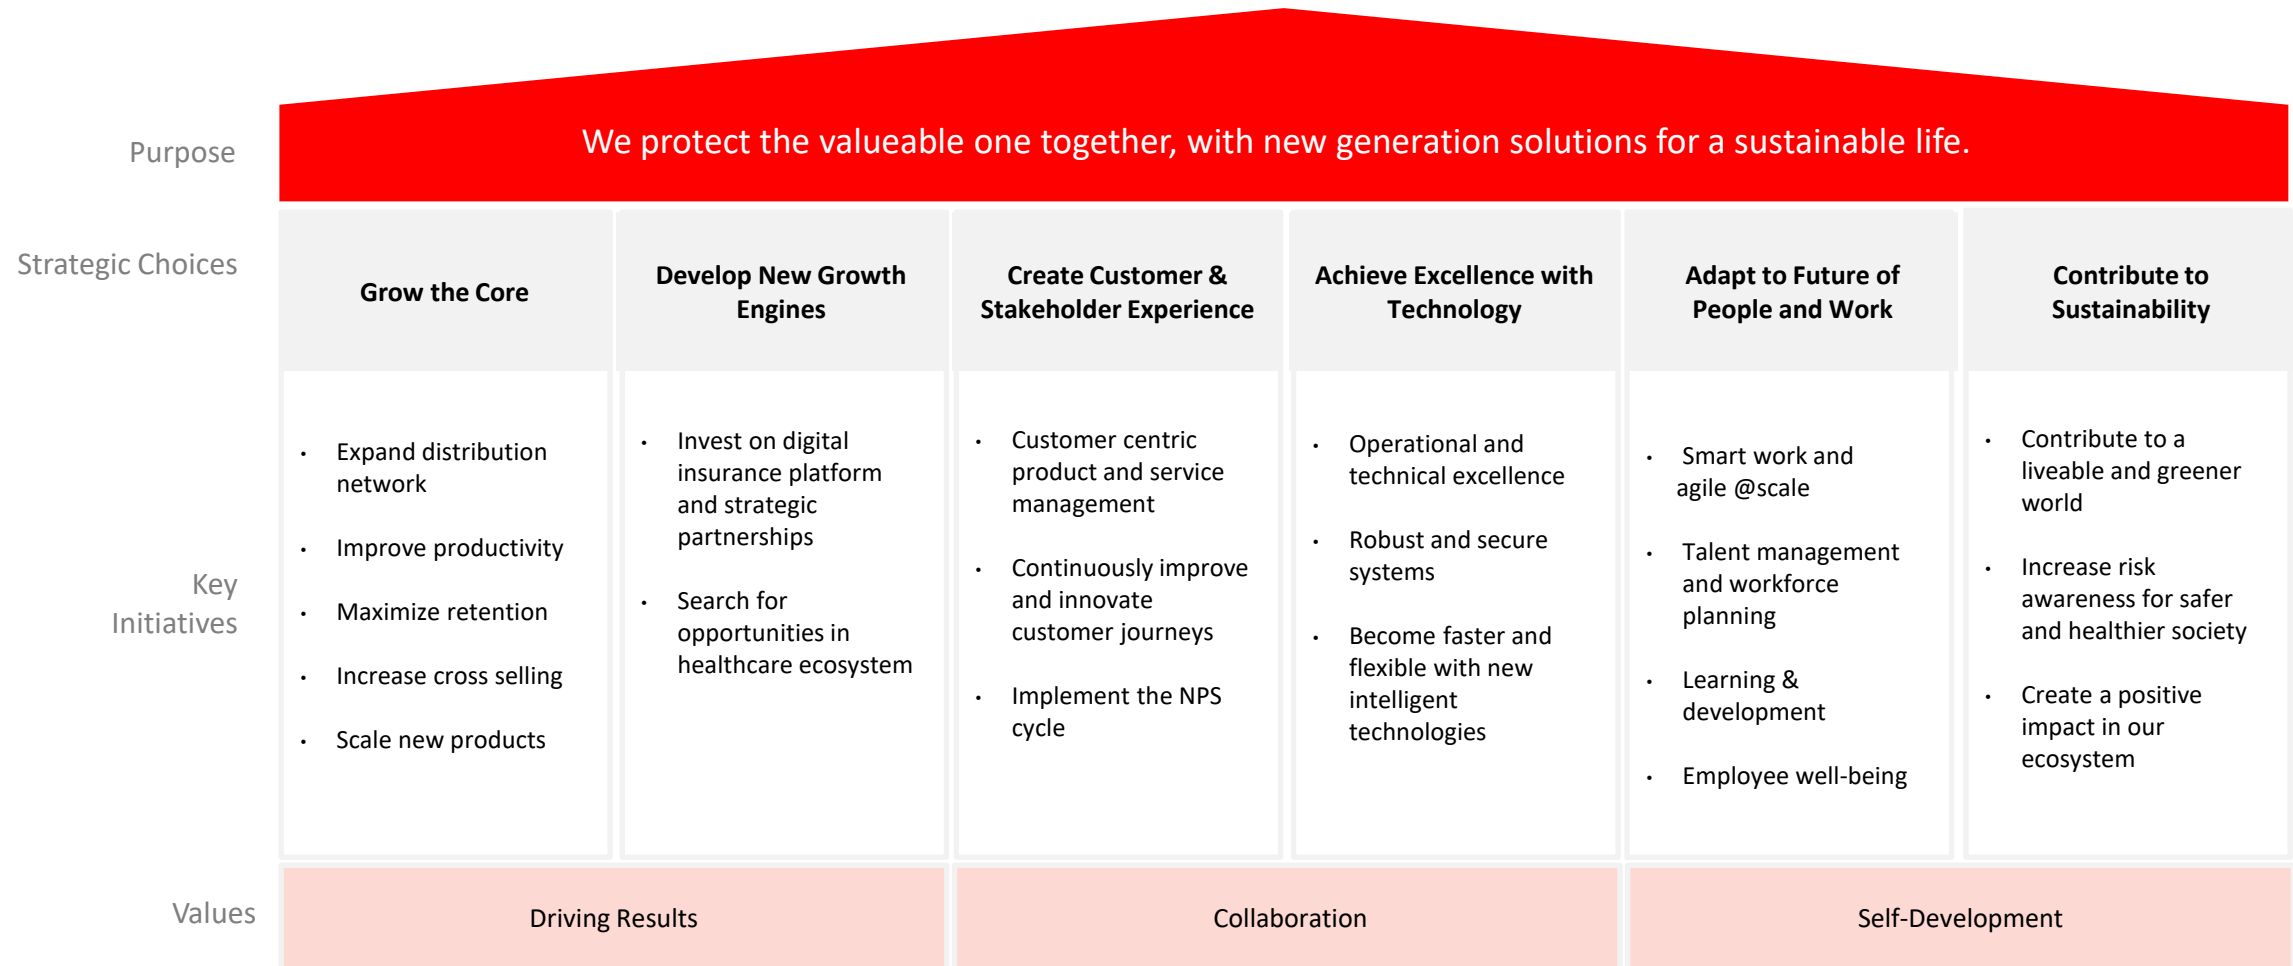 Purpose
We protect the valueable one together, with new generation solutions for a sustainable life.
Strategic Choices
Grow the Core
Develop New Growth
Engines
Create Customer &
Stakeholder Experience
Achieve Excellence with
Technology
Adapt to Future of
People and Work
Contribute to
Sustainability
Key
Initiatives
• Expand distribution
network
• Improve productivity
• Maximize retention
• Increase cross selling
• Scale new products
• Invest on digital
insurance platform
and strategic
partnerships
• Search for
opportunities in
healthcare ecosystem
• Customer centric
product and service
management
• Continuously improve
and innovate
customer journeys
• Implement the NPS
cycle
• Operational and
technical excellence
• Robust and secure
systems
• Become faster and
flexible with new
intelligent
technologies
• Smart work and
agile @scale
• Talent management
and workforce
planning
• Learning &
development
• Employee well-being
• Contribute to a
liveable and greener
world
• Increase risk
awareness for safer
and healthier society
• Create a positive
impact in our
ecosystem
Values
Driving Results
Collaboration
Self-Development